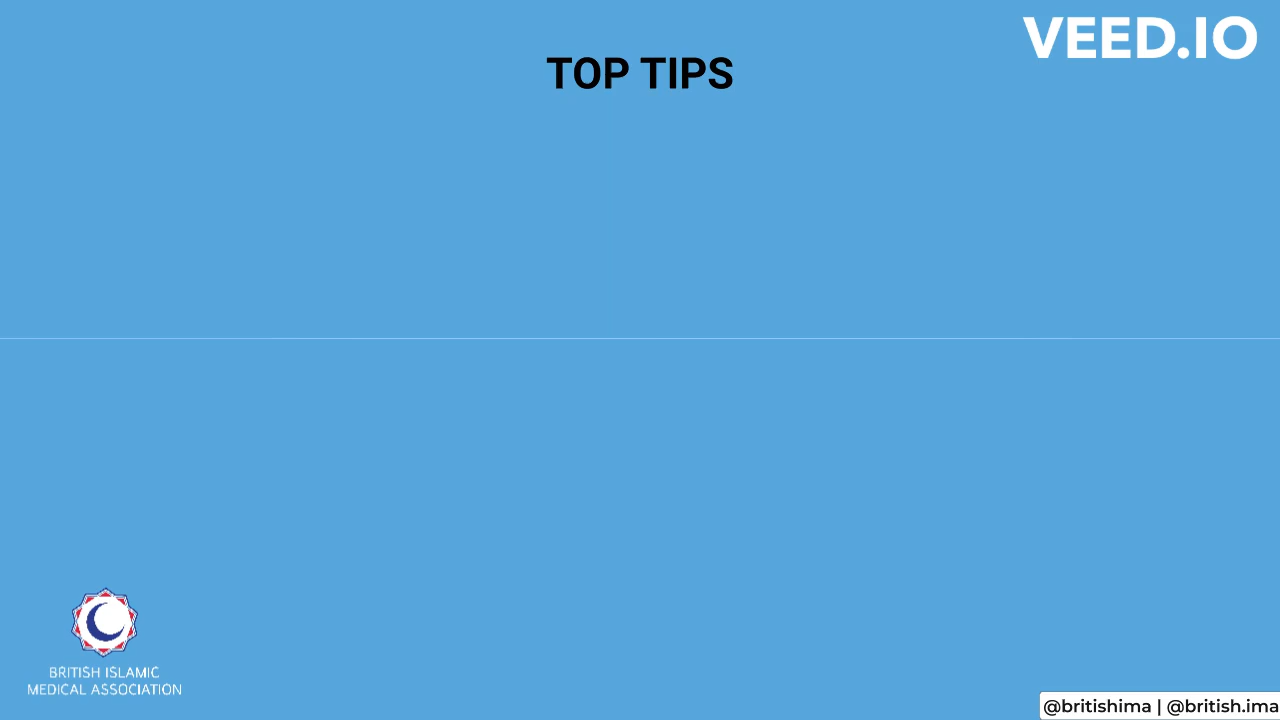 VEED.IO
TOP TIPS
BRITISH ISLAMIC
MEDICAL ASSOCIATION
@britishima | @british.ima